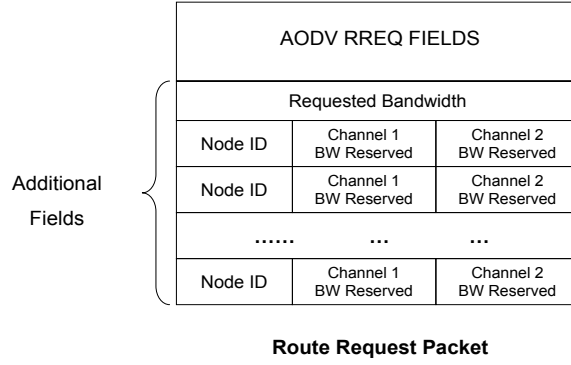 AODV RREQ FIELDS
Requested Bandwidth
Node ID
Channel 1
BW Reserved
Channel 2
BW Reserved
Node ID
Channel 1
BW Reserved
Channel 2
BW Reserved
Additional
Fields
...... ... ...
Node ID
Channel 1
BW Reserved
Channel 2
BW Reserved
Route Request Packet